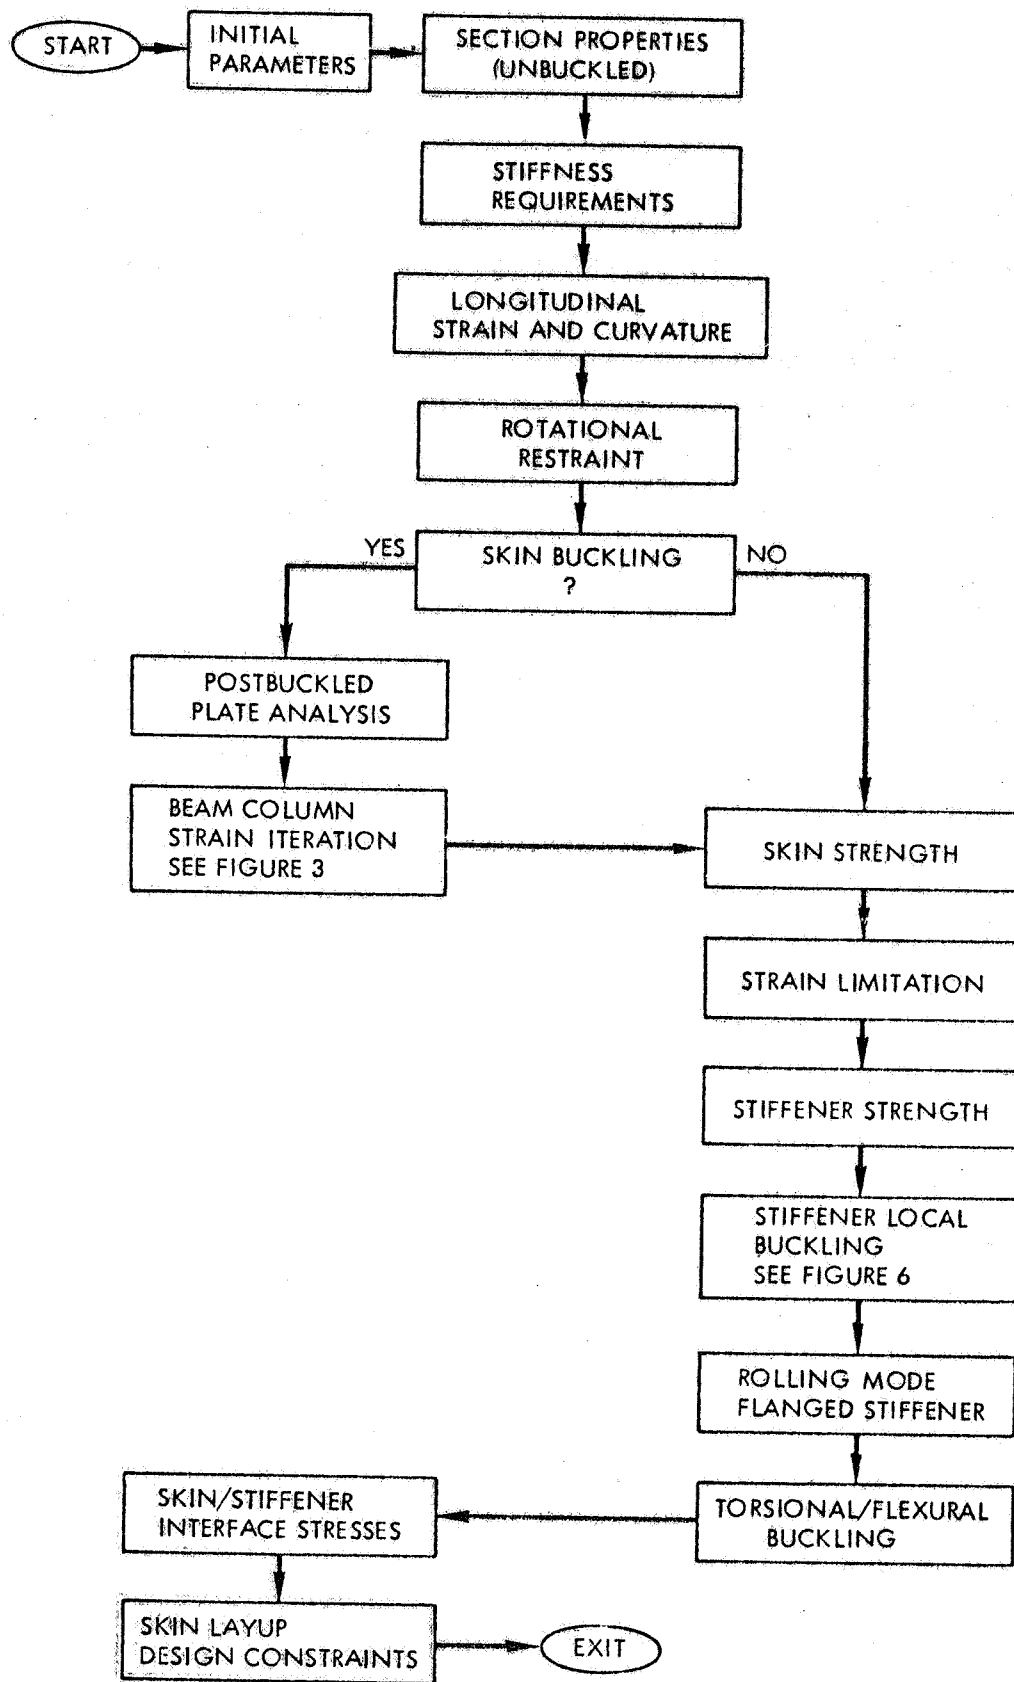 START
INITIAL
PARAMETERS
SECTION PROPERTIES
(UNBUCKLED)
STIFFNESS
REQUIREMENTS
LONGITUDINAL
STRAIN AND CURVATURE
ROTATIONAL
RESTRAINT
YES
SKIN BUCKLING
?
NO
POSTBUCKLED
PLATE ANALYSIS
BEAM COLUMN
STRAIN ITERATION
SEE FIGURE 3
SKIN STRENGTH
STRAIN LIMITATION
STIFFENER STRENGTH
STIFFENER LOCAL
BUCKLING
SEE FIGURE 6
ROLLING MODE
FLANGED STIFFENER
TORSIONAL/FLEXURAL
BUCKLING
SKIN/STIFFENER
INTERFACE STRESSES
SKIN LAYUP
DESIGN CONSTRAINTS
EXIT